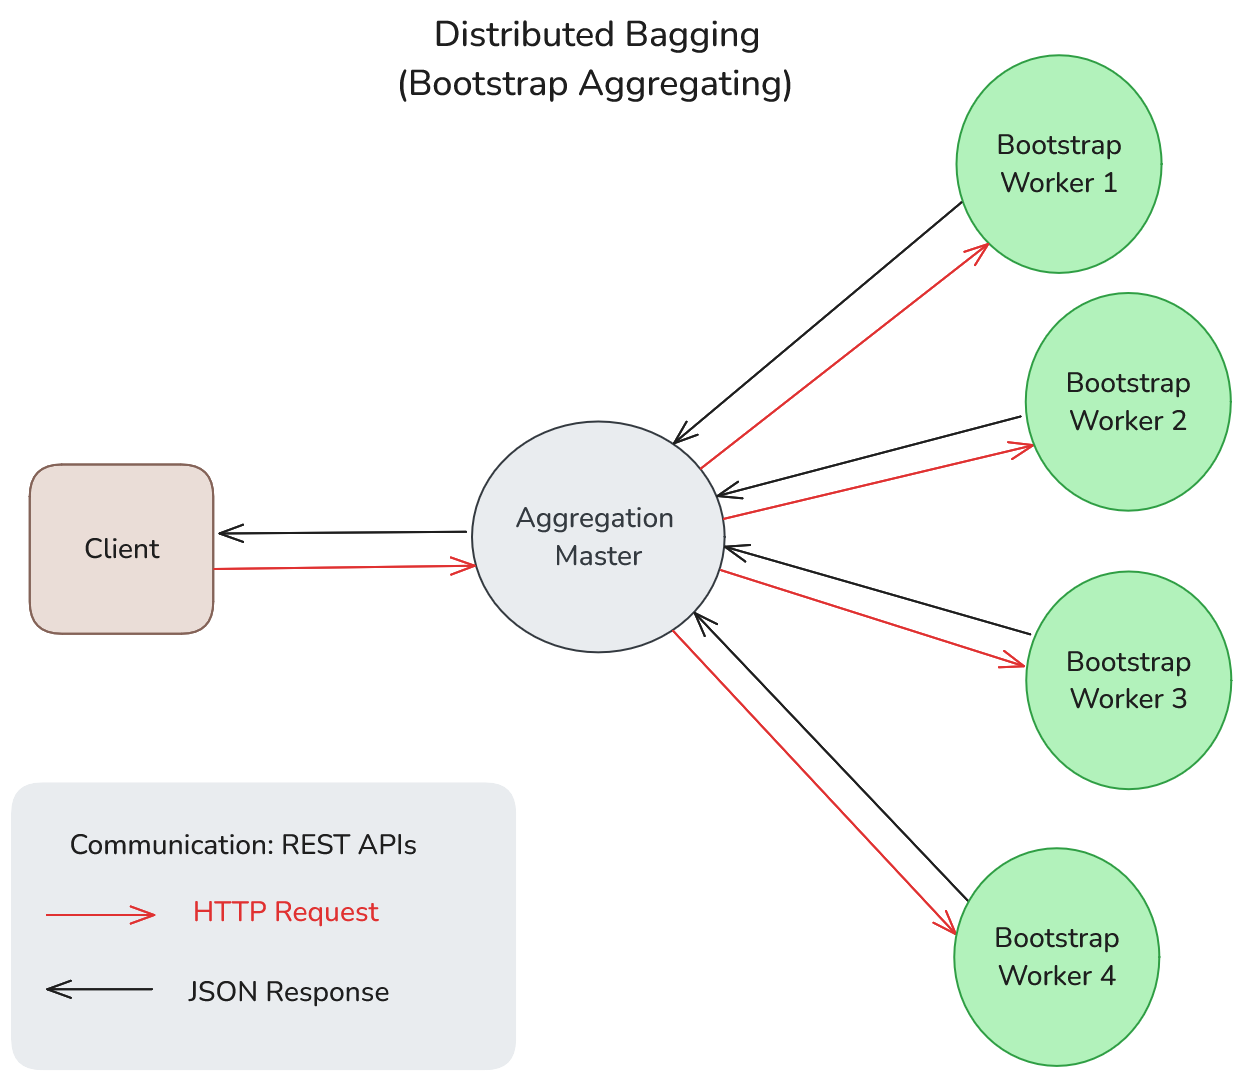 Distributed Bagging
(Bootstrap Aggregating)
Bootstrap
Worker 1
Bootstrap
Worker 2
Aggregation
Master
Client
Bootstrap
Worker 3
Communication: REST APIs
HTTP Request
JSON Response
Bootstrap
Worker 4